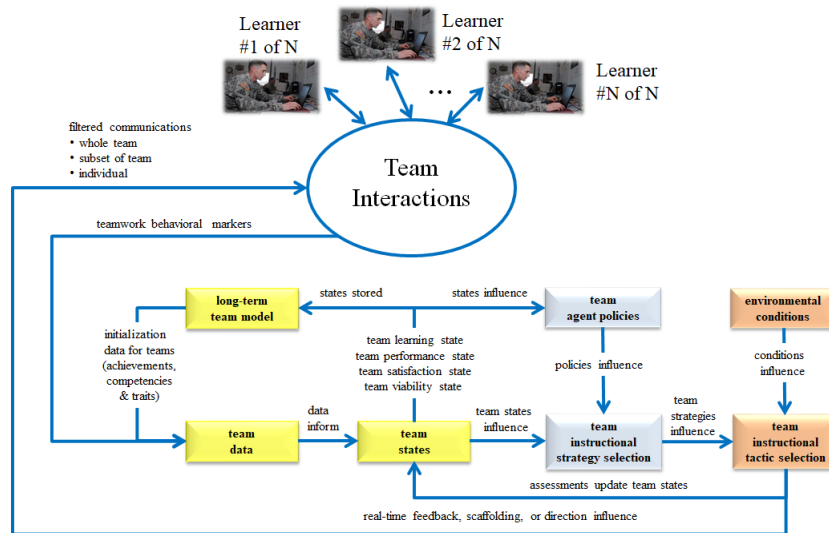 Learner
#1 of N
Learner
#2 of N
...
Learner
#N of N
filtered communications
• whole team
• subset of team
• individual
Team
Interactions
teamwork behavioral markers
long-term
team model
states stored
states influence
team
agent policies
environmental
conditions
initialization
data for teams
(achievements,
competencies
& traits)
team learning state
team performance state
team satisfaction state
team viability state
policies influence
conditions
influence
data
inform
team states
influence
team
strategies
influence
team
data
team
states
team
instructional
strategy selection
team
instructional
tactic selection
assessments update team states
real-time feedback, scaffolding, or direction influence